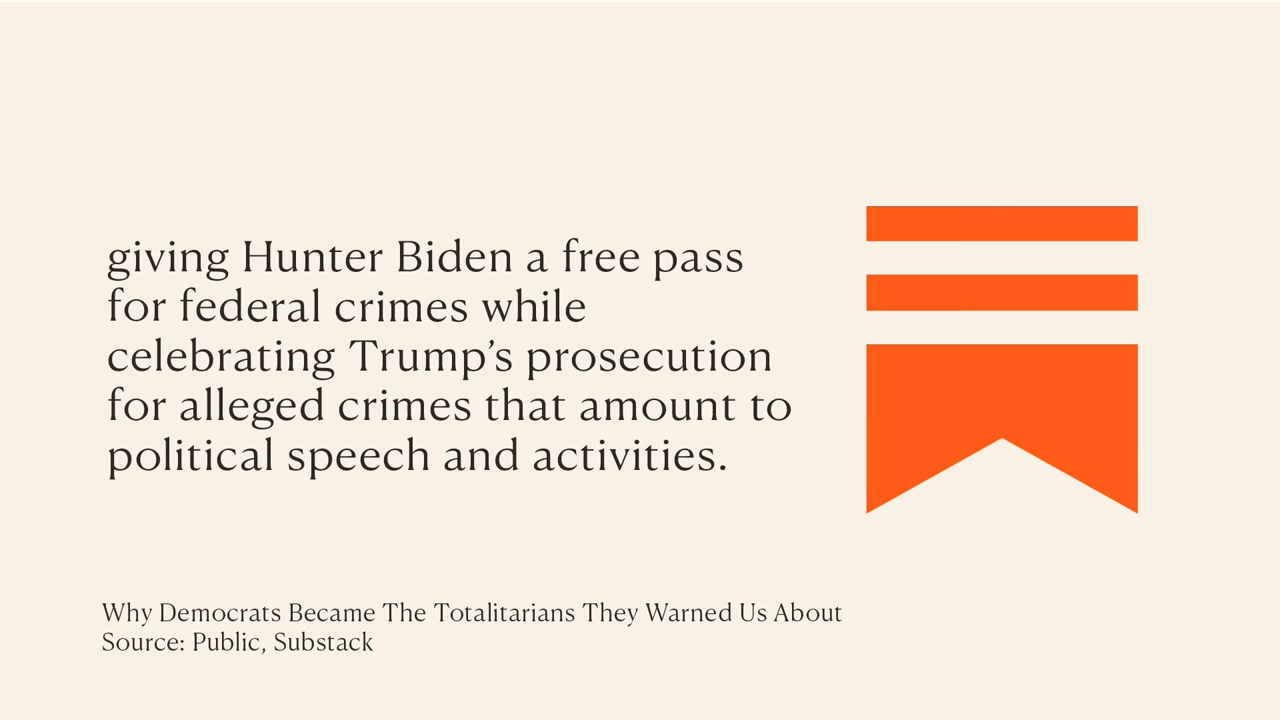 giving Hunter Biden a free pass
for federal crimes while
celebrating Trump’s prosecution
for alleged crimes that amount to
political speech and activities.
Why Democrats Became The Totalitarians They Warned Us About
Source: Public, Substack